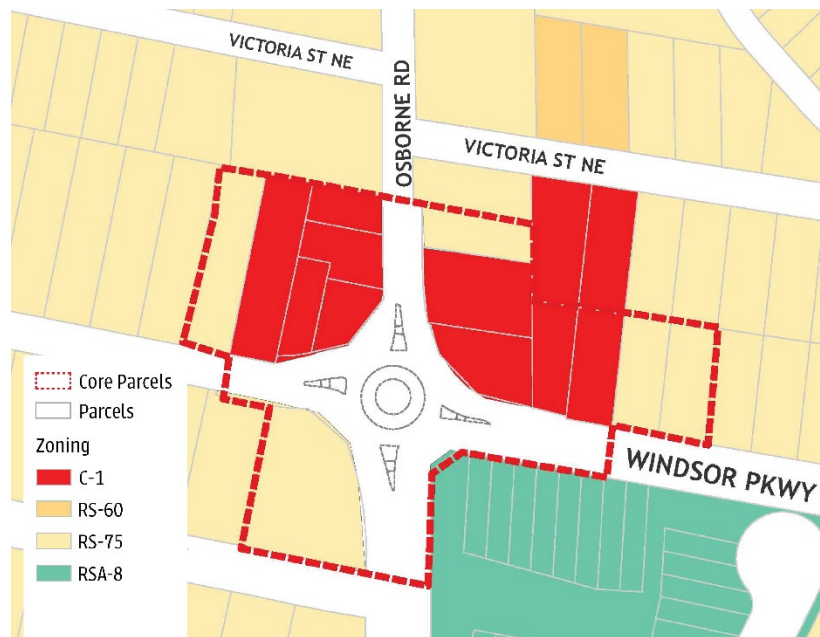 VICTORIA ST NE
OSBORNE RD
VICTORIA ST NE
WINDSOR PKWY
Core Parcels
Parcels
Zoning
C-1
RS-60
RS-75
RSA-8